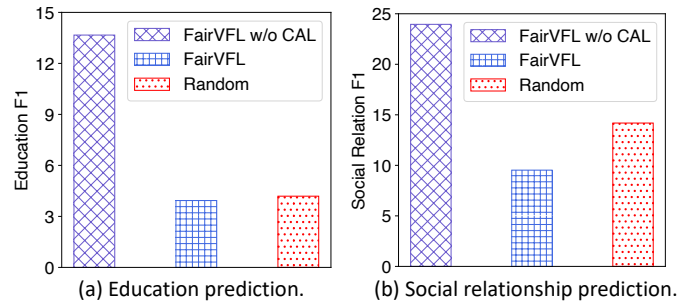 15
12
9
6
3
0
Education F1
FairVFL w/o CAL
FairVFL
Random
(a) Education prediction.
25
20
15
10
5
0
Social Relation F1
FairVFL w/o CAL
FairVFL
Random
(b) Social relationship prediction.